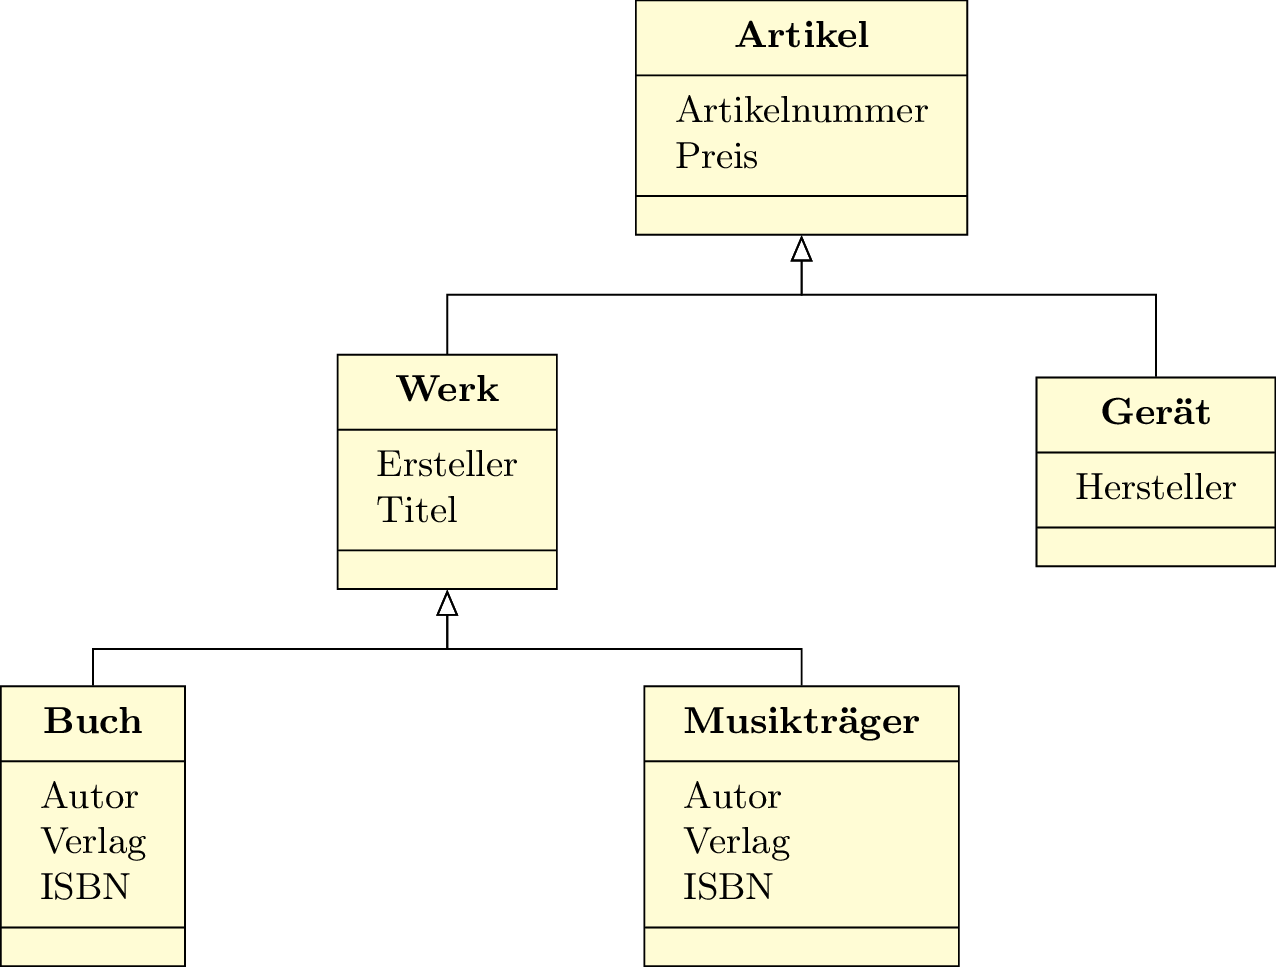 Artikel
Artikelnummer
Preis
Werk
Ersteller
Titel
Gerät
Hersteller
Buch
Autor
Verlag
ISBN
Musikträger
Autor
Verlag
ISBN